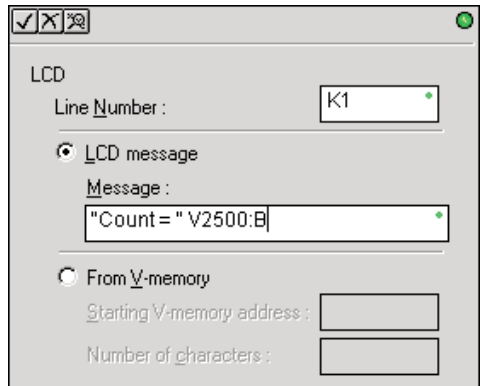 LCD
Line Number : K1
LCD message
Message :
"Count = " V2500:B
From V-memory
Starting V-memory address :
Number of characters :